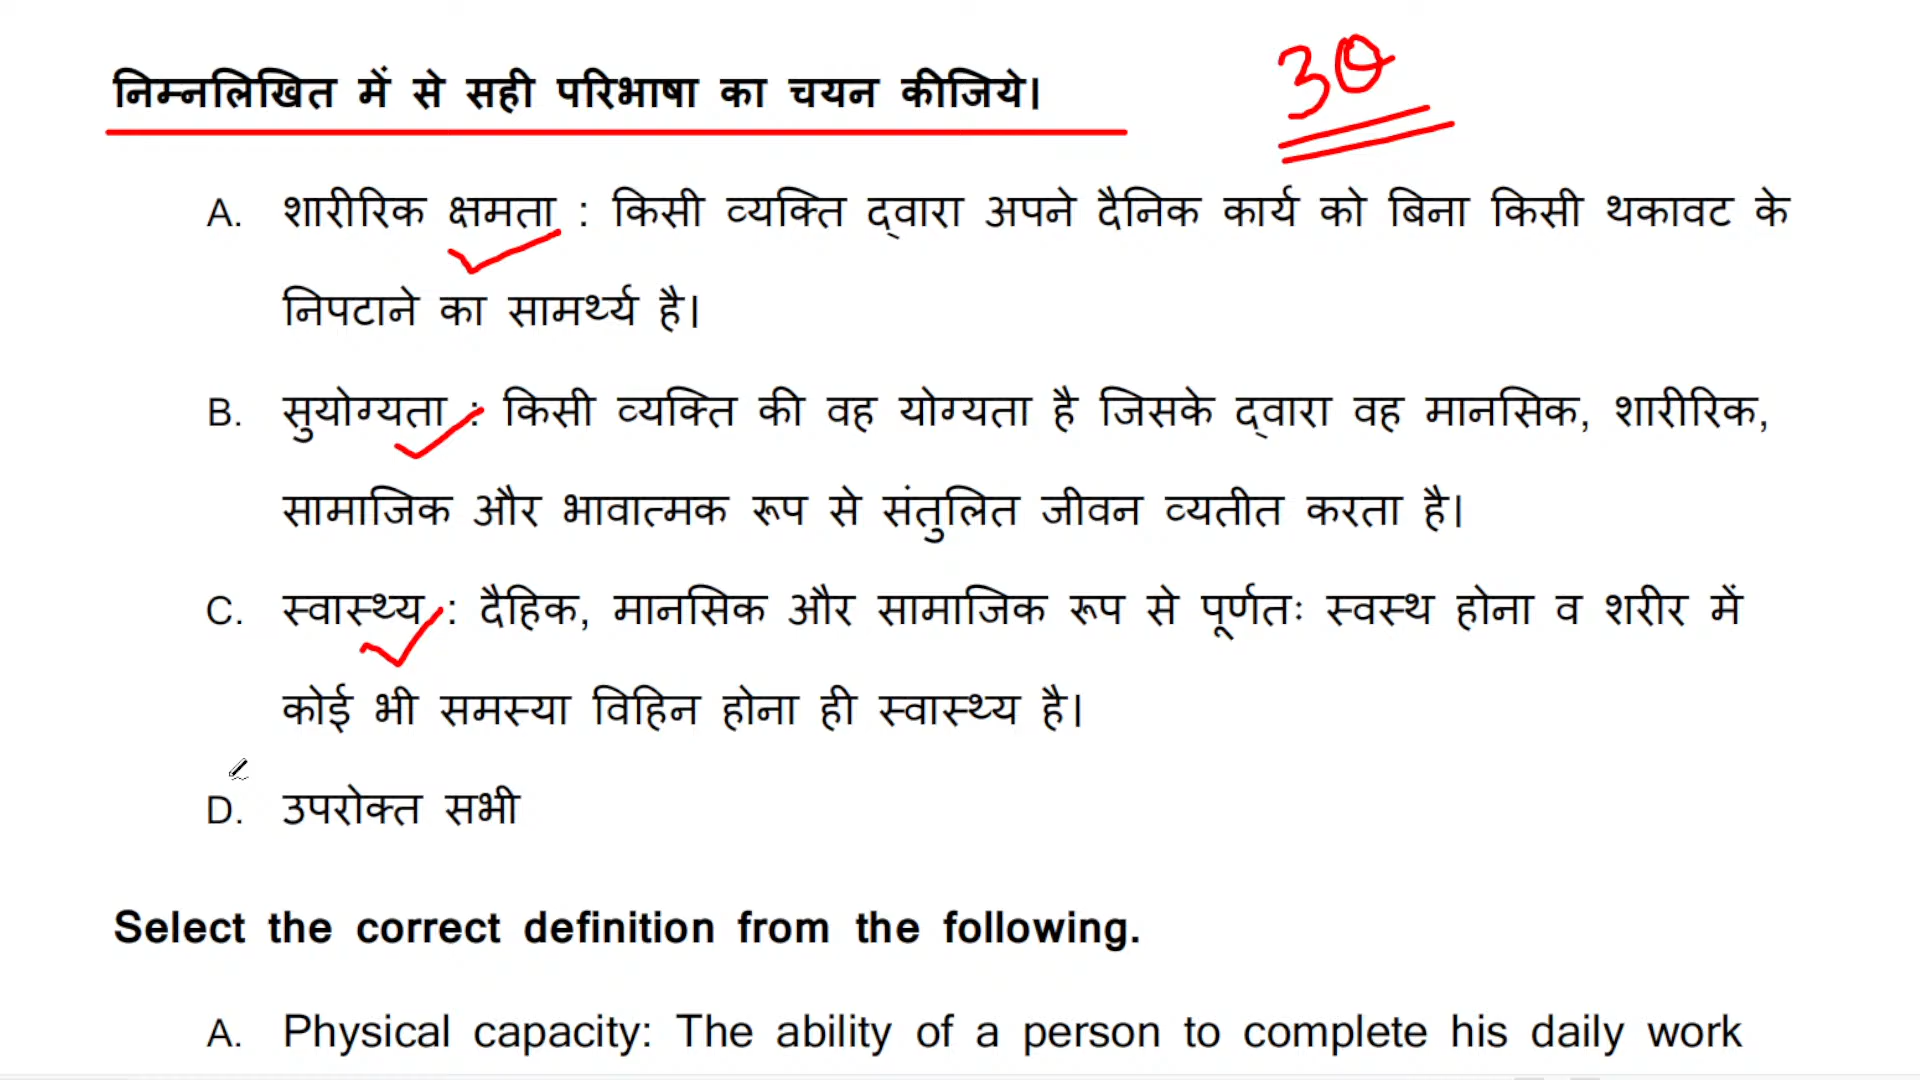 निम्नलिखित में से सही परिभाषा का चयन कीजिये।
30
A. शारीरिक क्षमता : किसी व्यक्ति द्वारा अपने दैनिक कार्य को बिना किसी थकावट के
निपटाने का सामर्थ्य है।
B. सुयोग्यता : किसी व्यक्ति की वह योग्यता है जिसके द्वारा वह मानसिक, शारीरिक,
सामाजिक और भावात्मक रूप से संतुलित जीवन व्यतीत करता है।
C. स्वास्थ्य : दैहिक, मानसिक और सामाजिक रूप से पूर्णतः स्वस्थ होना व शरीर में
कोई भी समस्या विहिन होना ही स्वास्थ्य है।
D. उपरोक्त सभी
Select the correct definition from the following.
A. Physical capacity: The ability of a person to complete his daily work